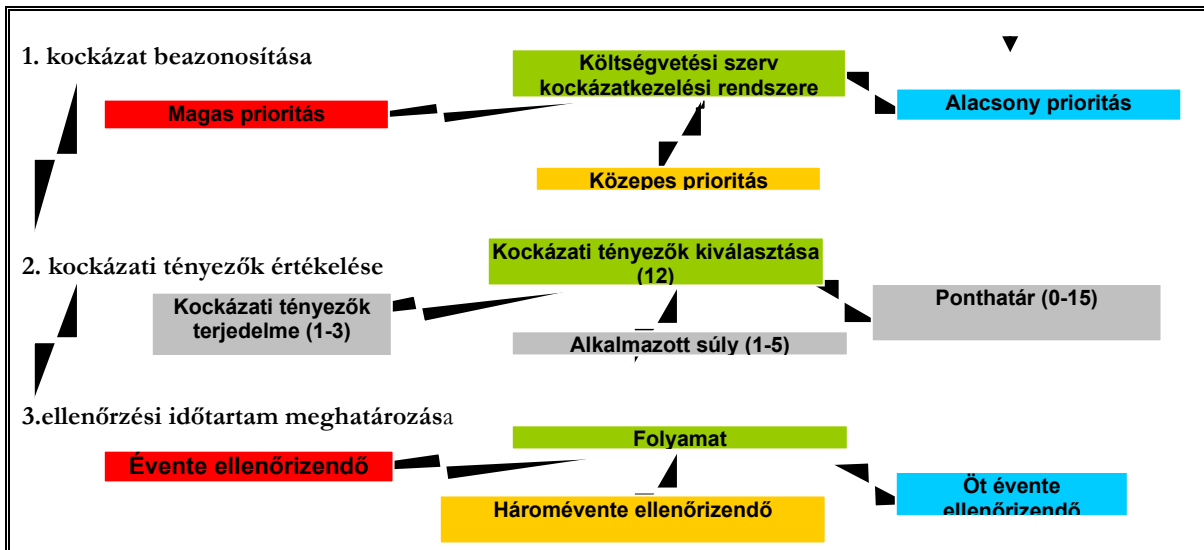 1. kockázat beazonosítása
Költségvetési szerv
kockázatkezelési rendszere
Magas prioritás
Alacsony prioritás
Közepes prioritás
2. kockázati tényezők értékelése
Kockázati tényezők kiválasztása
(12)
Kockázati tényezők
terjedelme (1-3)
Ponthatár (0-15)
Alkalmazott súly (1-5)
3.ellenőrzési időtartam meghatározása
Folyamat
Évente ellenőrizendő
Háromévente ellenőrizendő
Öt évente
ellenőrizendő